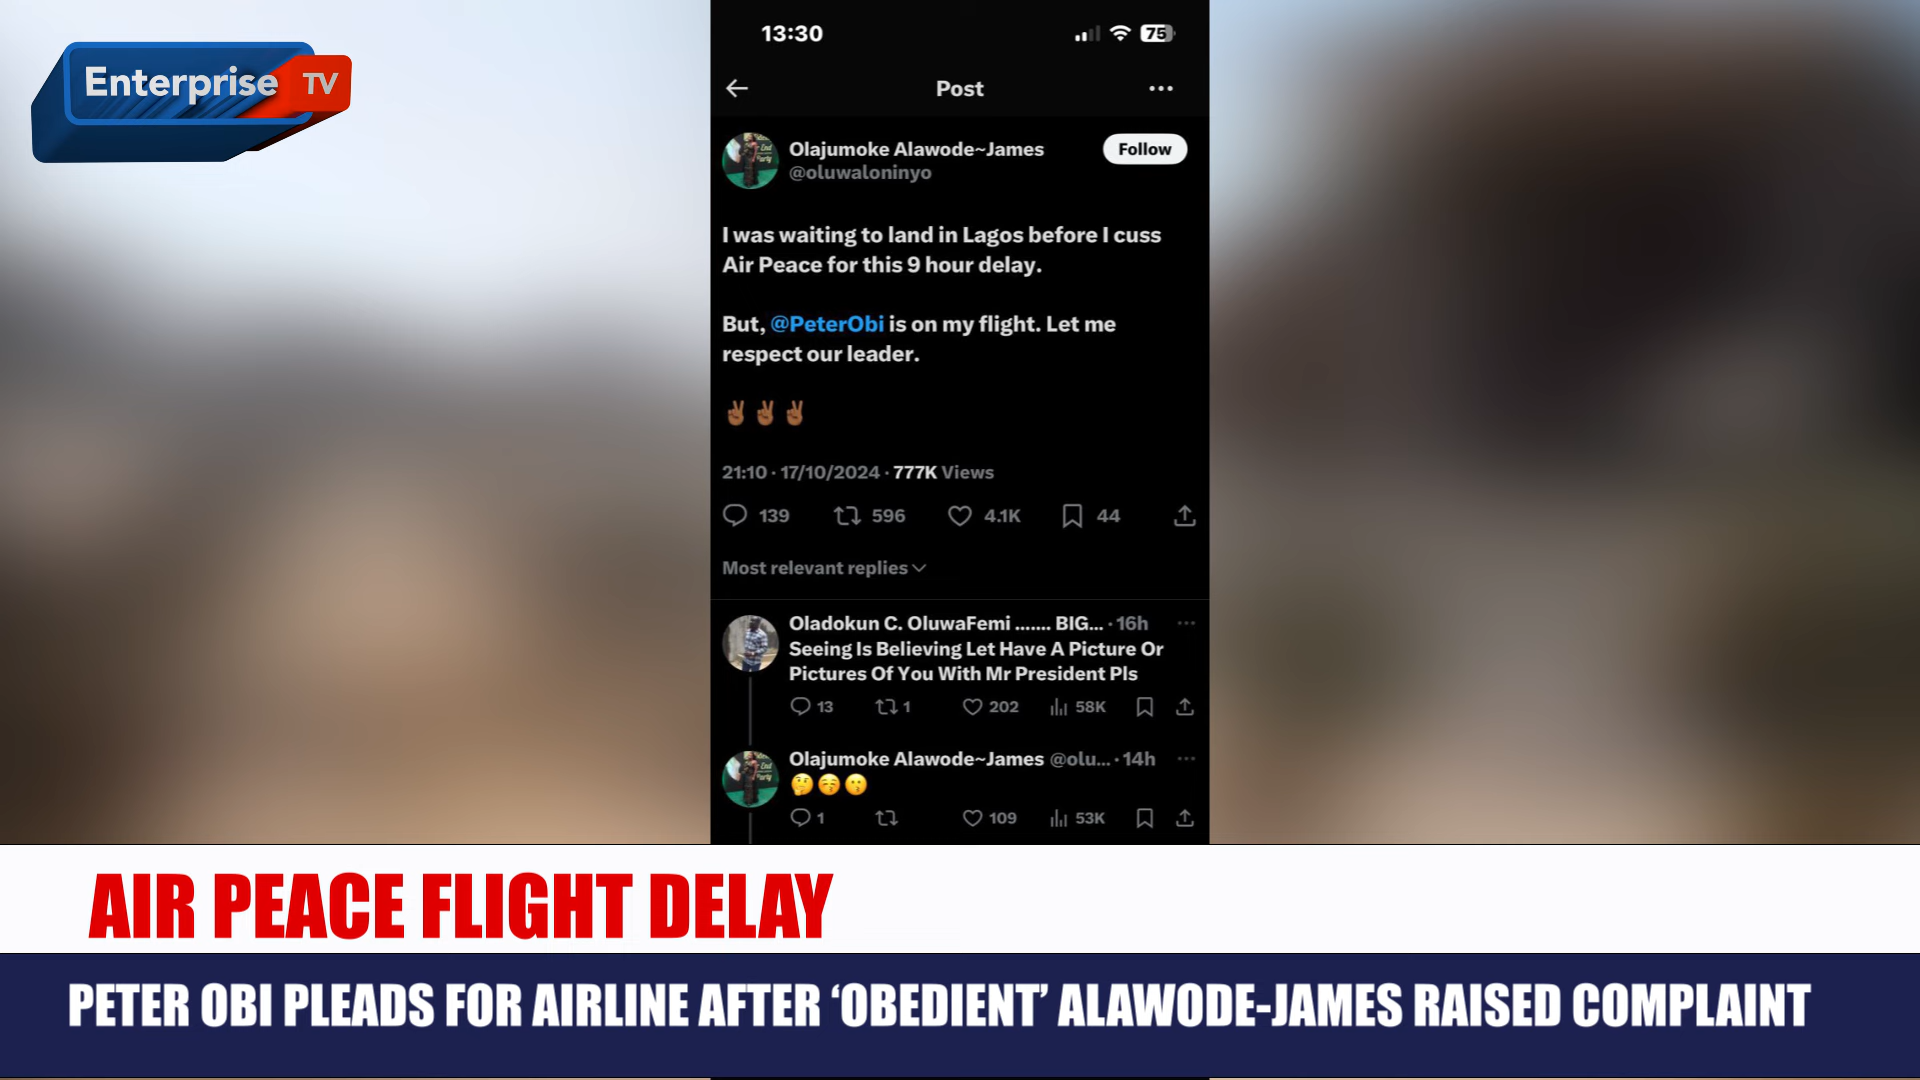 Enterprise TV
13:30
75
Post
Olajumoke Alawode~James
Follow
@oluwaloninyo
I was waiting to land in Lagos before I cuss
Air Peace for this 9 hour delay.
But, @PeterObi is on my flight. Let me
respect our leader.
✌🏾✌🏾✌🏾
21:10 · 17/10/2024 · 777K Views
139 596 4.1K 44
Most relevant replies
Oladokun C. OluwaFemi ....... BIG... · 16h
Seeing Is Believing Let Have A Picture Or
Pictures Of You With Mr President Pls
13 1 202 58K
Olajumoke Alawode~James @olu... · 14h
🤔😚😗
1 109 53K
AIR PEACE FLIGHT DELAY
PETER OBI PLEADS FOR AIRLINE AFTER ‘OBEDIENT’ ALAWODE-JAMES RAISED COMPLAINT